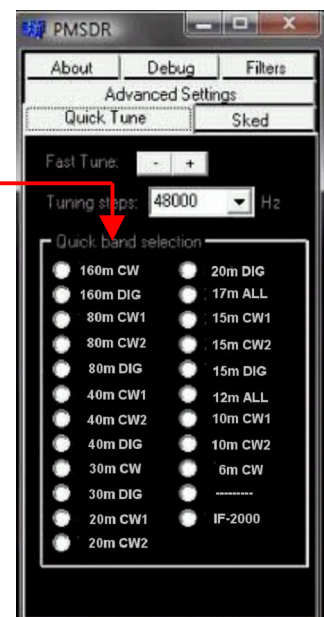 PMSDR
About Debug Filters
Advanced Settings
Quick Tune Sked
Fast Tune: - +
Tuning steps: 48000 Hz
Quick band selection
160m CW 20m DIG
160m DIG 17m ALL
80m CW1 15m CW1
80m CW2 15m CW2
80m DIG 15m DIG
40m CW1 12m ALL
40m CW2 10m CW1
40m DIG 10m CW2
30m CW 6m CW
30m DIG ---------
20m CW1 IF-2000
20m CW2